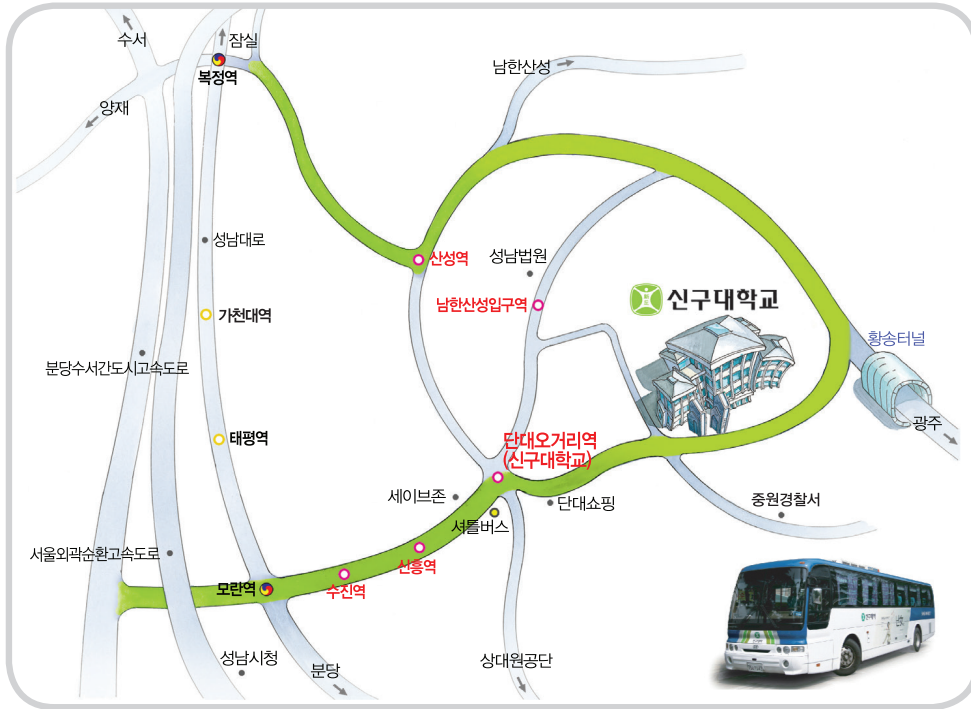 수서
잠실
복정역
남한산성
양재
성남대로
산성역
성남법원
남한산성입구역
신구대학교
가천대역
황송터널
분당수서간도시고속도로
광주
태평역
단대오거리역
(신구대학교)
세이브존
단대쇼핑
중원경찰서
셔틀버스
서울외곽순환고속도로
신흥역
모란역
수진역
성남시청
분당
상대원공단